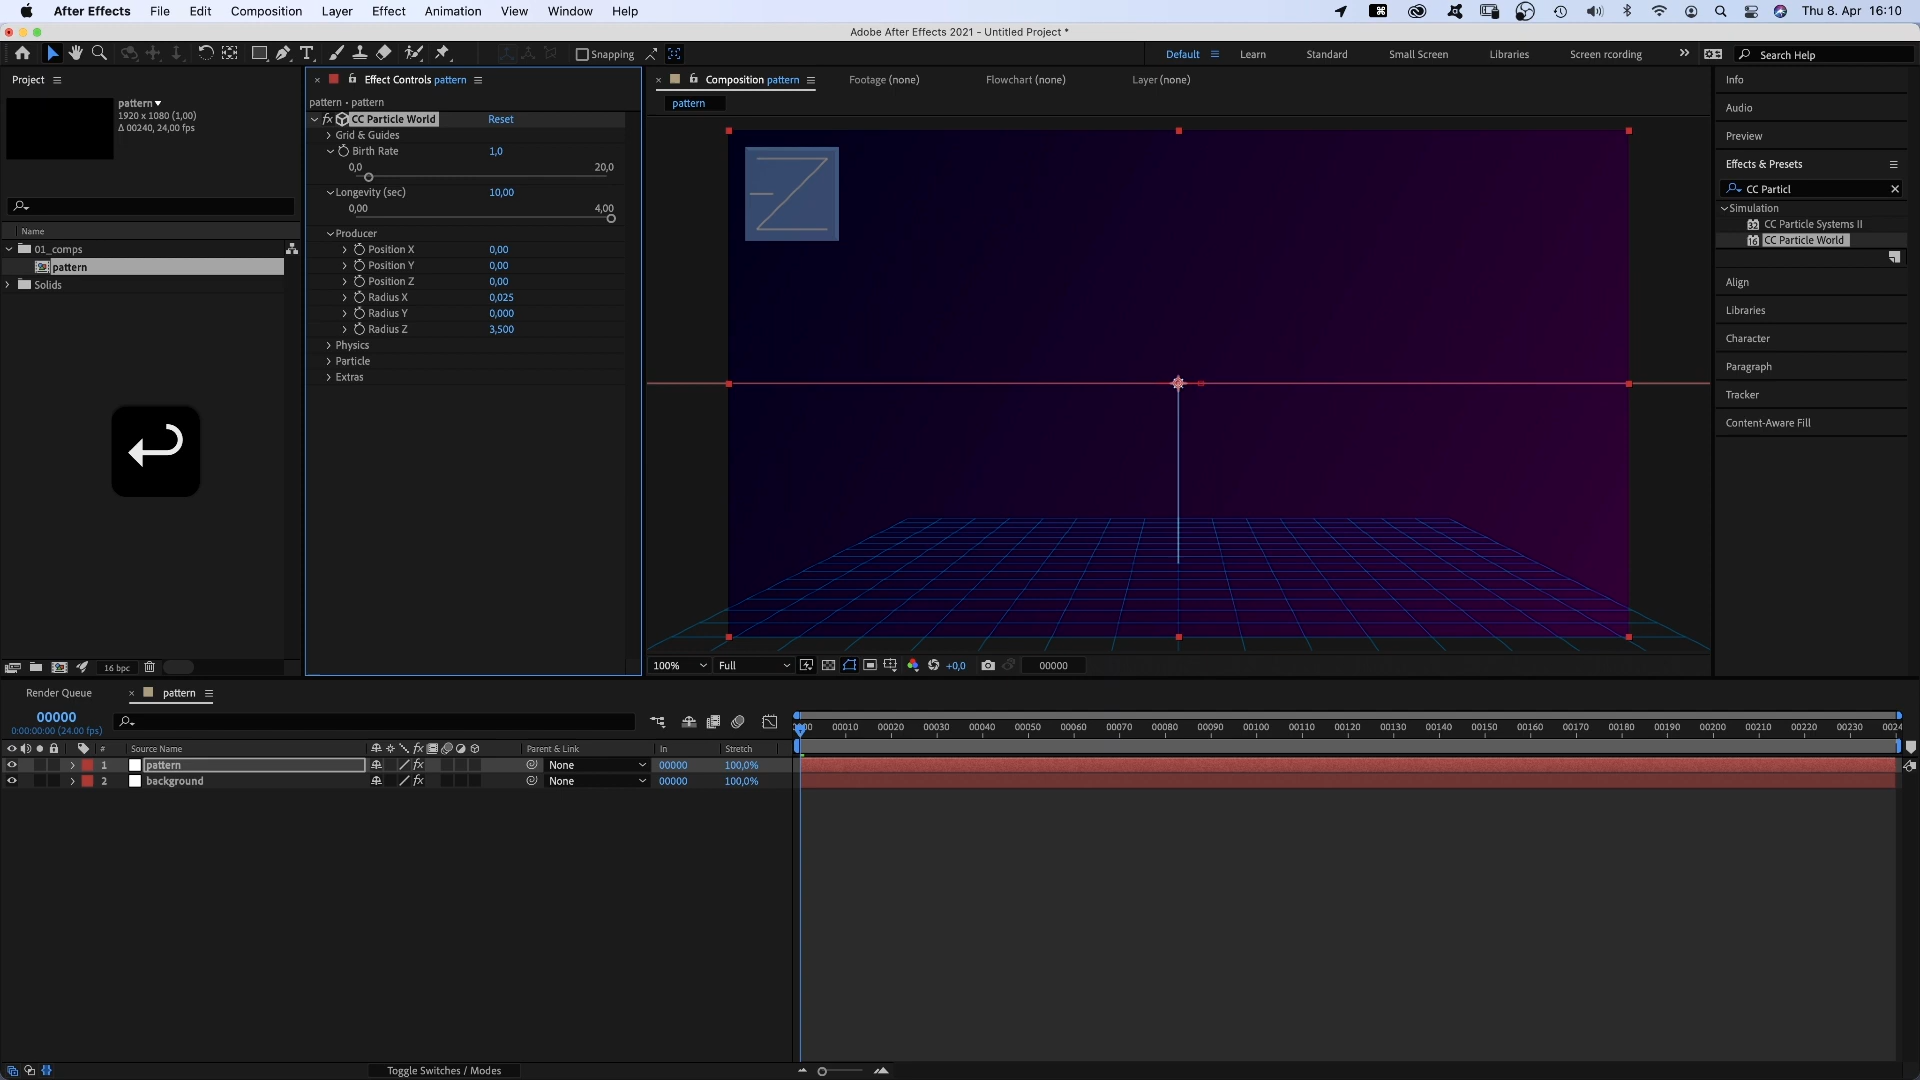 After Effects File Edit Composition Layer Effect Animation View Window Help Thu 8. Apr 16:10
Adobe After Effects 2021 - Untitled Project *
Snapping Default Learn Standard Small Screen Libraries Screen rcording Search Help
Project
pattern
1920 x 1080 (1,00)
Δ 00240, 24,00 fps
Name
01_comps
pattern
Solids
16 bpc
Effect Controls pattern
pattern • pattern
fx CC Particle World Reset
Grid & Guides
Birth Rate 1,0
0,0 20,0
Longevity (sec) 10,00
0,00 4,00
Producer
Position X 0,00
Position Y 0,00
Position Z 0,00
Radius X 0,025
Radius Y 0,000
Radius Z 3,500
Physics
Particle
Extras
Composition pattern Footage (none) Flowchart (none) Layer (none)
pattern
Z
100% Full +0,0 00000
Info
Audio
Preview
Effects & Presets
CC Particl
Simulation
32 CC Particle Systems II
16 CC Particle World
Align
Libraries
Character
Paragraph
Tracker
Content-Aware Fill
Render Queue pattern
00000
0:00:00:00 (24.00 fps)
00010 00020 00030 00040 00050 00060 00070 00080 00090 00100 00110 00120 00130 00140 00150 00160 00170 00180 00190 00200 00210 00220 00230
# Source Name fx Parent & Link In Stretch
1 pattern fx None 00000 100,0%
2 background fx None 00000 100,0%
Toggle Switches / Modes